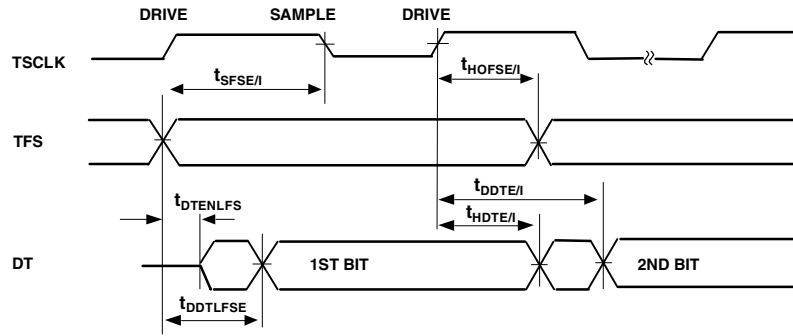 DRIVE SAMPLE DRIVE
TSCLK
tSFSE/I tHOFSE/I
TFS
tDTENLFS
tDDTE/I
tHDTE/I
DT 1ST BIT 2ND BIT
tDDTLFSE